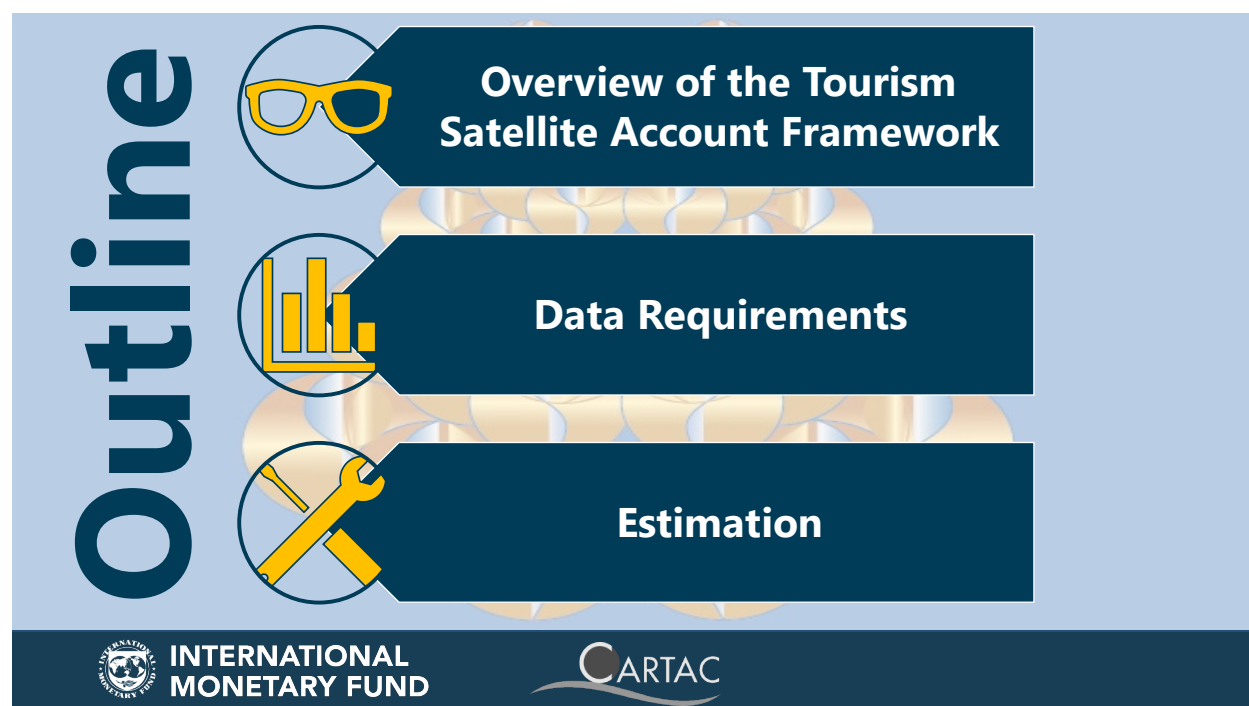 Outline
Overview of the Tourism
Satellite Account Framework
Data Requirements
Estimation
INTERNATIONAL
MONETARY FUND
CARTAC